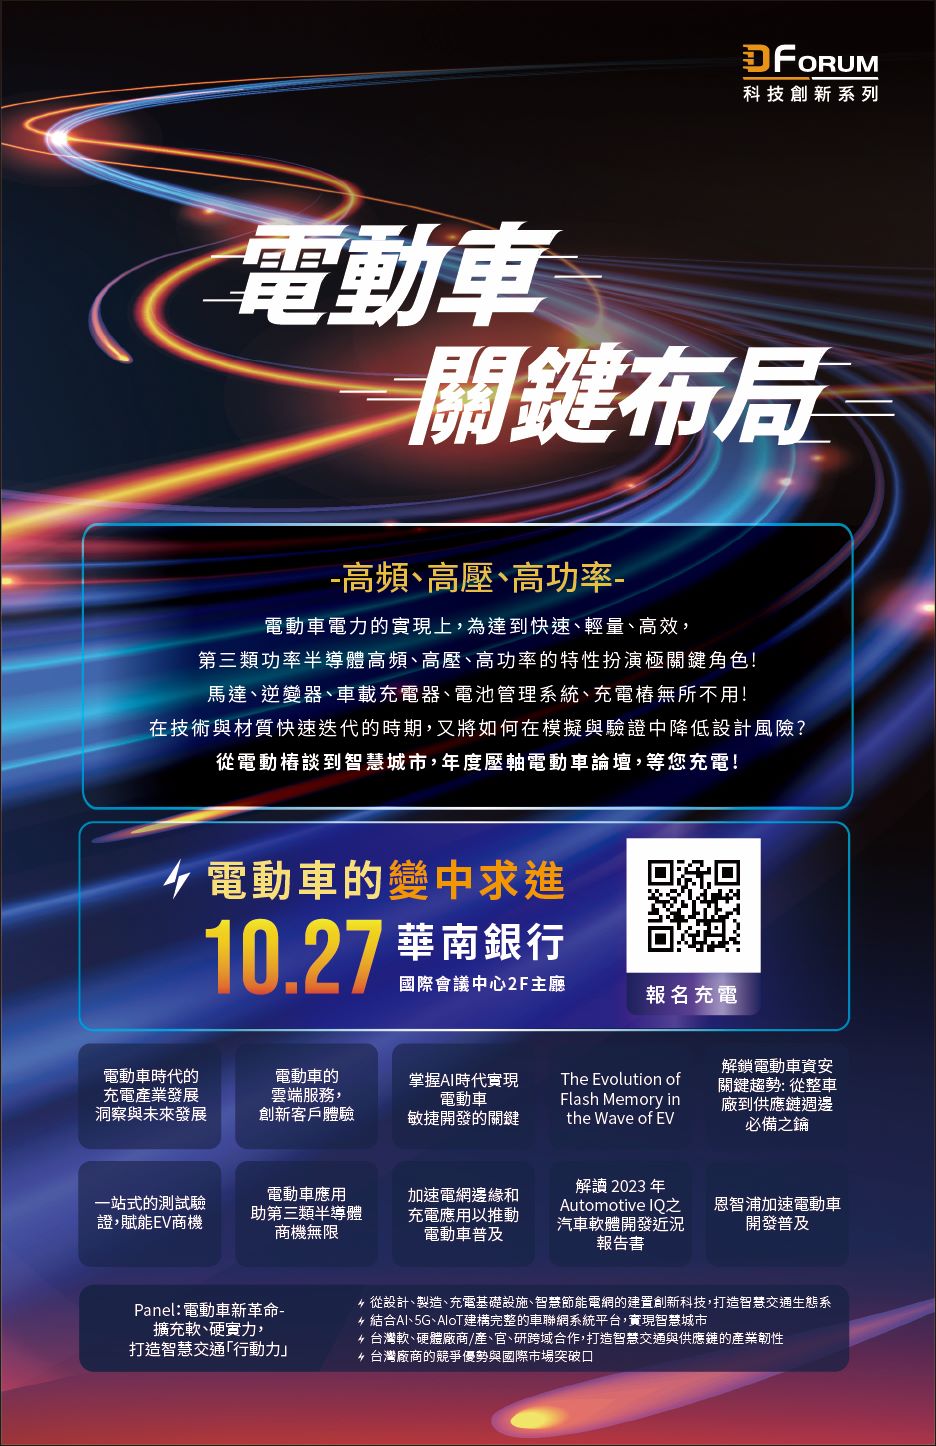 DFORUM
科技創新系列
電動車
關鍵布局
-高頻、高壓、高功率-
電動車電力的實現上，為達到快速、輕量、高效，
第三類功率半導體高頻、高壓、高功率的特性扮演極關鍵角色！
馬達、逆變器、車載充電器、電池管理系統、充電樁無所不用！
在技術與材質快速迭代的時期，又將如何在模擬與驗證中降低設計風險？
從電動樁談到智慧城市，年度壓軸電動車論壇，等您充電！
電動車的變中求進
10.27 華南銀行
國際會議中心2F主廳
報名充電
電動車時代的
充電產業發展
洞察與未來發展
電動車的
雲端服務，
創新客戶體驗
掌握AI時代實現
電動車
敏捷開發的關鍵
The Evolution of
Flash Memory in
the Wave of EV
解鎖電動車資安
關鍵趨勢：從整車
廠到供應鏈週邊
必備之鑰
一站式的測試驗
證，賦能EV商機
電動車應用
助第三類半導體
商機無限
加速電網邊緣和
充電應用以推動
電動車普及
解讀 2023 年
Automotive IQ之
汽車軟體開發近況
報告書
恩智浦加速電動車
開發普及
Panel：電動車新革命-
擴充軟、硬實力，
打造智慧交通「行動力」
從設計、製造、充電基礎設施、智慧節能電網的建置創新科技，打造智慧交通生態系
結合AI、5G、AIoT建構完整的車聯網系統平台，實現智慧城市
台灣軟、硬體廠商/產、官、研跨域合作，打造智慧交通與供應鏈的產業韌性
台灣廠商的競爭優勢與國際市場突破口